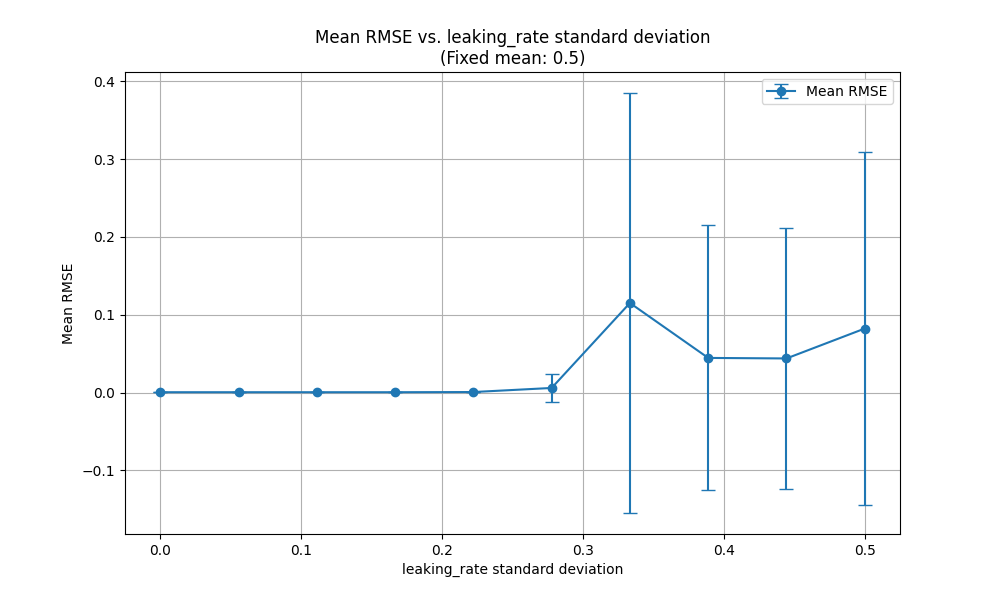 Mean RMSE vs. leaking_rate standard deviation
(Fixed mean: 0.5)
Mean RMSE
0.4
0.3
0.2
0.1
0.0
−0.1
Mean RMSE
0.0 0.1 0.2 0.3 0.4 0.5
leaking_rate standard deviation